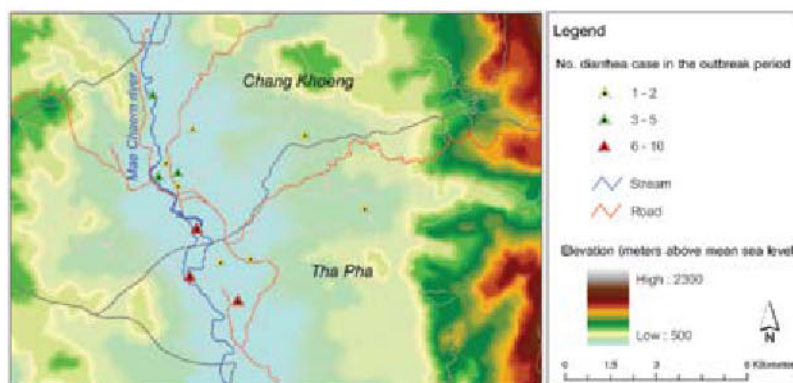 Chang Khoeng
Mae Chaem river
Tha Pha
Legend
No. diarrhea case in the outbreak period
1 - 2
3 - 5
6 - 10
Stream
Road
Elevation (meters above mean sea level)
High : 2300
Low : 500
N
0 1.5 3 6 Kilometers